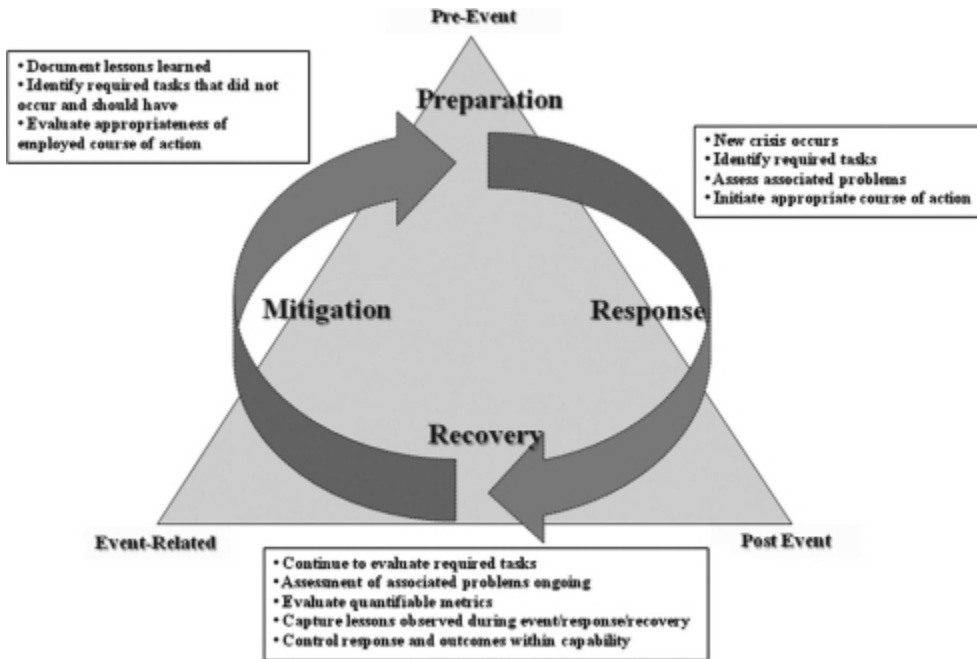 Pre-Event
• Document lessons learned
• Identify required tasks that did not
occur and should have
• Evaluate appropriateness of
employed course of action
Preparation
• New crisis occurs
• Identify required tasks
• Assess associated problems
• Initiate appropriate course of action
Mitigation
Response
Recovery
Event-Related
Post Event
• Continue to evaluate required tasks
• Assessment of associated problems ongoing
• Evaluate quantifiable metrics
• Capture lessons observed during event/response/recovery
• Control response and outcomes within capability